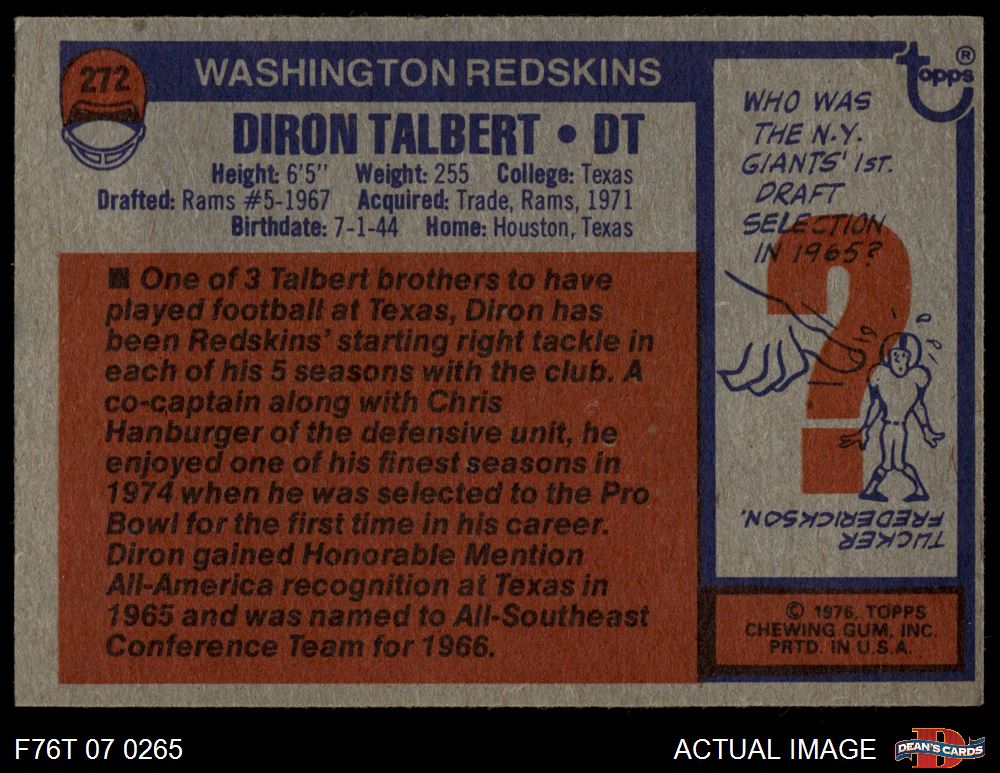 272
WASHINGTON REDSKINS
DIRON TALBERT • DT
Height: 6'5" Weight: 255 College: Texas
Drafted: Rams #5-1967 Acquired: Trade, Rams, 1971
Birthdate: 7-1-44 Home: Houston, Texas
One of 3 Talbert brothers to have
played football at Texas, Diron has
been Redskins' starting right tackle in
each of his 5 seasons with the club. A
co-captain along with Chris
Hanburger of the defensive unit, he
enjoyed one of his finest seasons in
1974 when he was selected to the Pro
Bowl for the first time in his career.
Diron gained Honorable Mention
All-America recognition at Texas in
1965 and was named to All-Southeast
Conference Team for 1966.
Topps ®
WHO WAS
THE N.Y.
GIANTS' 1ST.
DRAFT
SELECTION
IN 1965?
?
TUCKER
FREDERICKSON.
© 1976, TOPPS
CHEWING GUM, INC.
PRTD. IN U.S.A.
F76T 07 0265
ACTUAL IMAGE
D
DEAN'S CARDS